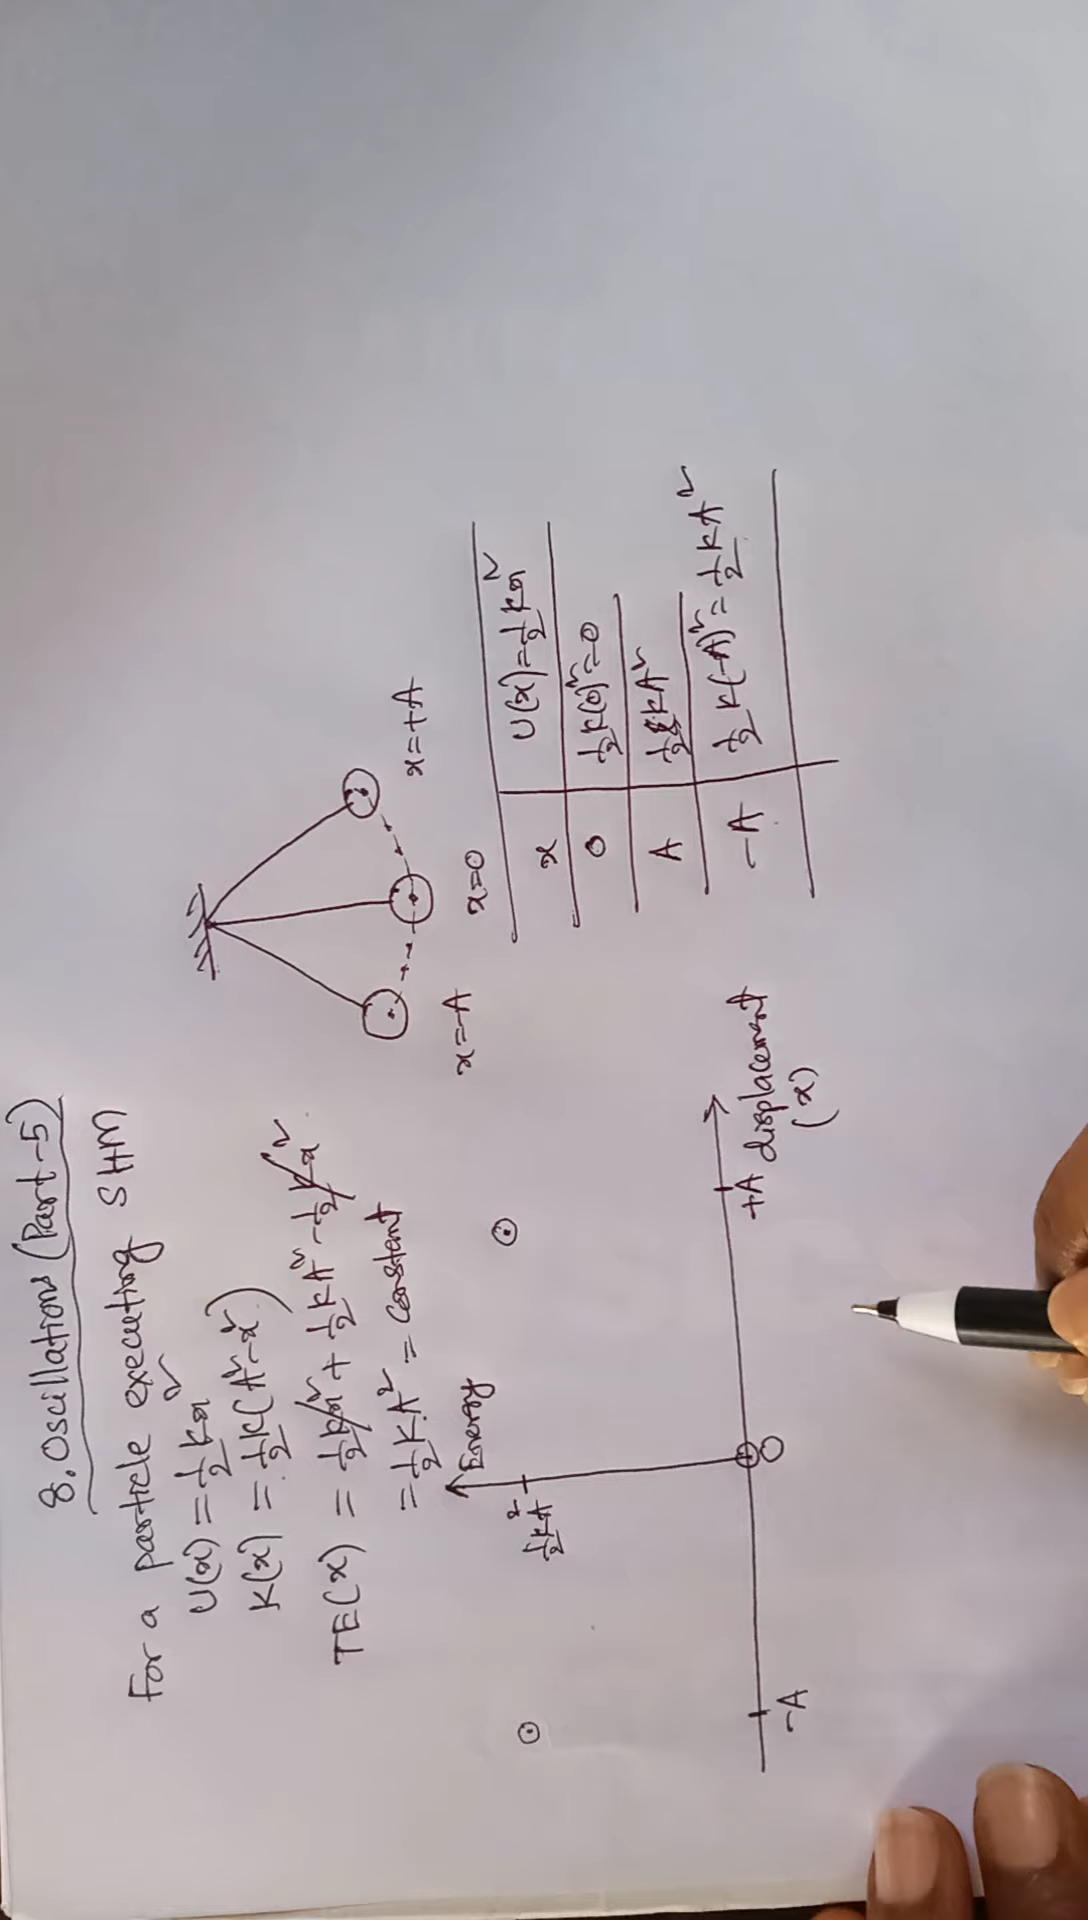 8. Oscillations (Part-5)
For a particle executing SHM
U(x) = 1/2 kx²
K(x) = 1/2 k(A²-x²)
TE(x) = 1/2 kx² + 1/2 kA² - 1/2 kx².
= 1/2 kA² = constant
x=-A
x=0
x=+A
x U(x) = 1/2 kx²
0 1/2 k(0)² = 0
A 1/2 kA²
-A 1/2 k(-A)² = 1/2 kA²
Energy
1/2 kA²
-A
O
+A
displacement
(x)